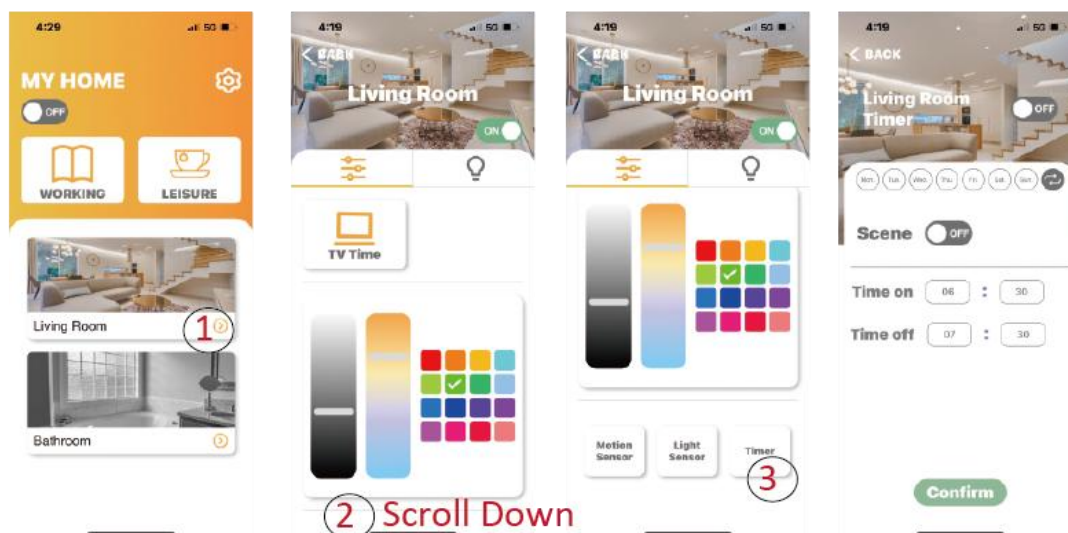 4:29
5G
MY HOME
OFF
WORKING
LEISURE
Living Room
1
Bathroom
4:19
5G
BACK
Living Room
ON
TV Time
2 Scroll Down
4:19
5G
BACK
Living Room
ON
Motion Sensor
Light Sensor
Timer
3
4:19
5G
BACK
Living Room
Timer
OFF
Mon. Tue. Wed. Thu. Fri. Sat. Sun.
Scene OFF
Time on 06 : 30
Time off 07 : 30
Confirm